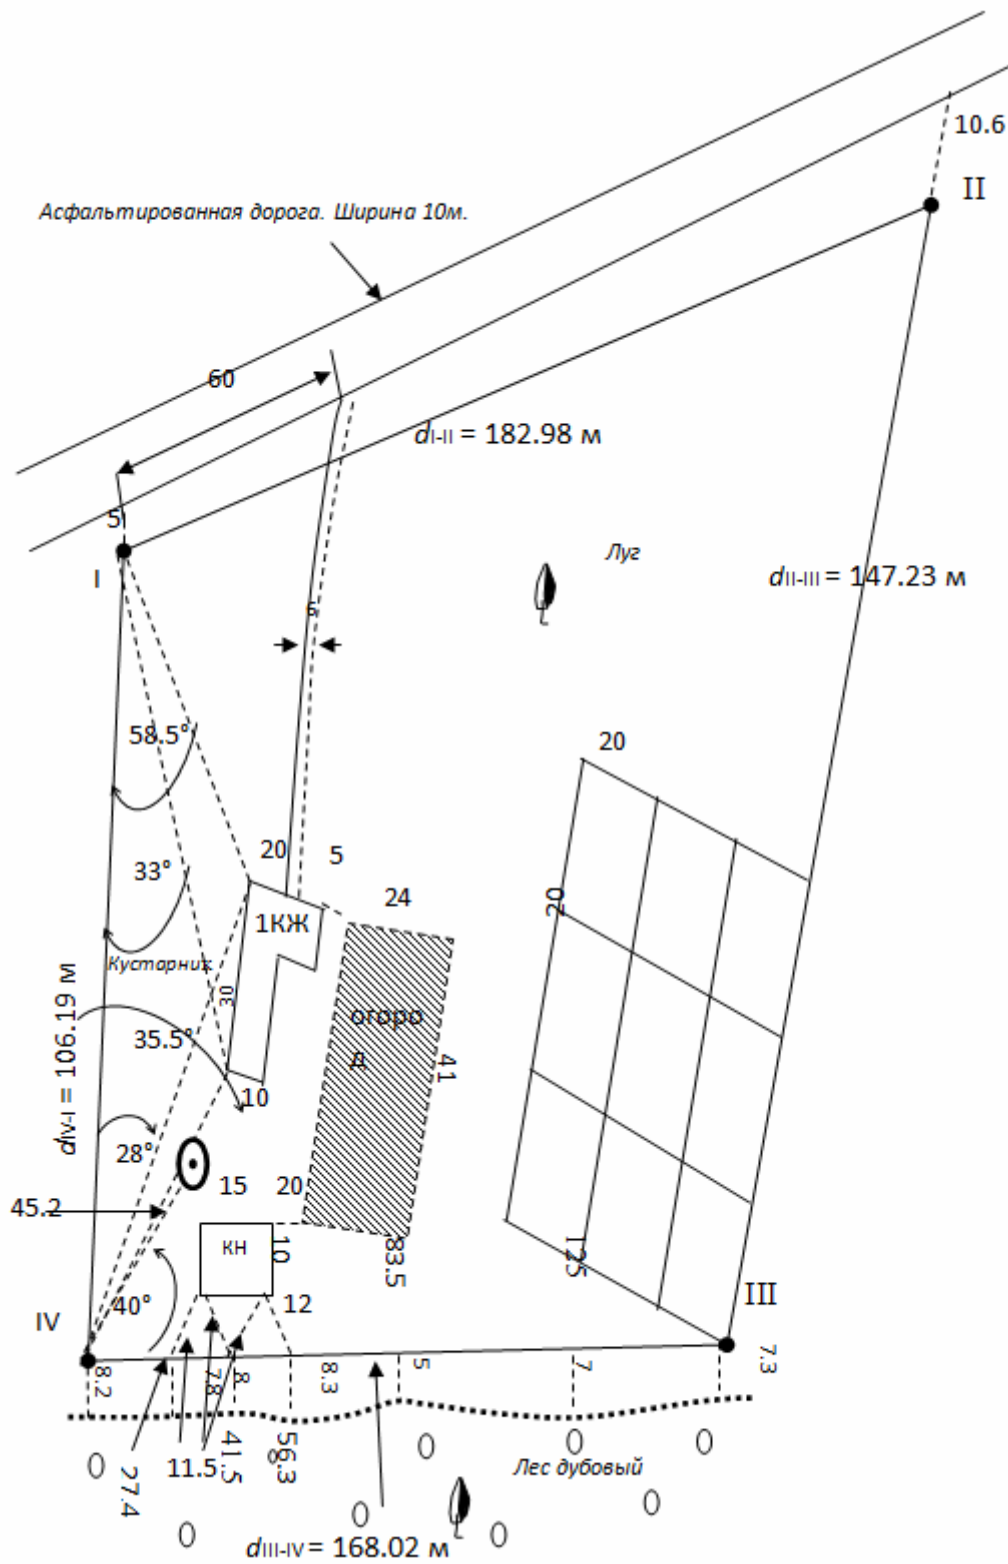 10.6
II
Асфальтированная дорога. Ширина 10м.
60
dI-II = 182.98 м
5
I
Луг
dII-III = 147.23 м
6
58.5°
20
20
5
33°
24
20
1КЖ
Кустарник
30
огоро
д
dIV-I = 106.19 м
35.5°
41
10
28°
15
20
45.2
кн
10
83.5
125
III
40°
12
IV
8.2
7.8
8
8.3
5
7
7.3
27.4
11.5
41.5
56.3
Лес дубовый
dIII-IV = 168.02 м